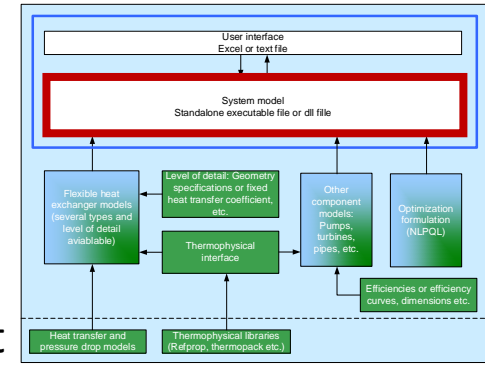 User interface
Excel or text file
System model
Standalone executable file or dll fille
Flexible heat
exchanger models
(several types and
level of detail
aviablable)
Level of detail: Geometry
specifications or fixed
heat transfer coefficient,
etc.
Thermophysical
interface
Other
component
models:
Pumps,
turbines,
pipes, etc.
Optimization
formulation
(NLPQL)
Efficiencies or efficiency
curves, dimensions etc.
t
Heat transfer and
pressure drop models
Thermophysical libraries
(Refprop, thermopack etc.)